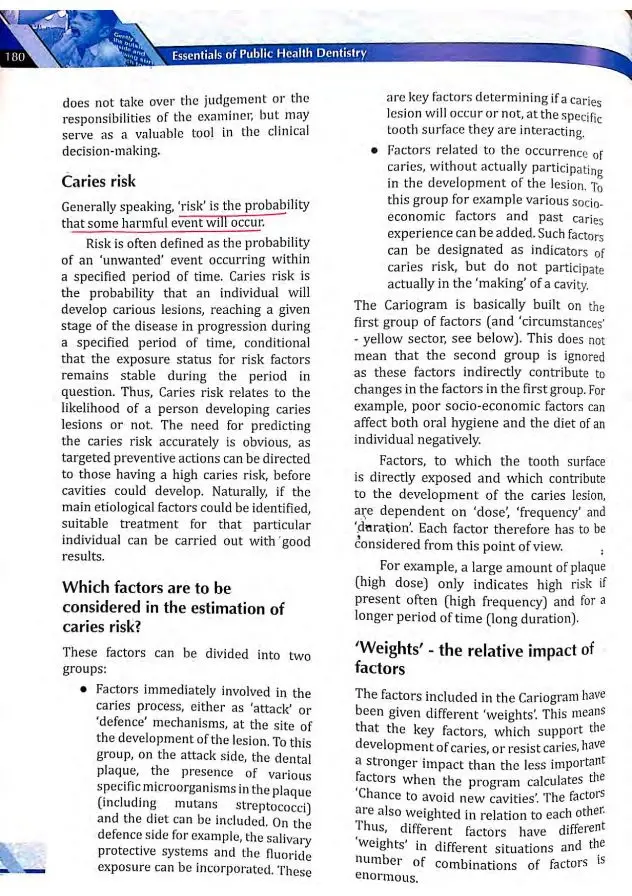 180
Essentials of Public Health Dentistry
does not take over the judgement or the
responsibilities of the examiner, but may
serve as a valuable tool in the clinical
decision-making.
Caries risk
Generally speaking, 'risk' is the probability
that some harmful event will occur.
Risk is often defined as the probability
of an 'unwanted' event occurring within
a specified period of time. Caries risk is
the probability that an individual will
develop carious lesions, reaching a given
stage of the disease in progression during
a specified period of time, conditional
that the exposure status for risk factors
remains stable during the period in
question. Thus, Caries risk relates to the
likelihood of a person developing caries
lesions or not. The need for predicting
the caries risk accurately is obvious, as
targeted preventive actions can be directed
to those having a high caries risk, before
cavities could develop. Naturally, if the
main etiological factors could be identified,
suitable treatment for that particular
individual can be carried out with good
results.
Which factors are to be
considered in the estimation of
caries risk?
These factors can be divided into two
groups:
● Factors immediately involved in the
caries process, either as 'attack' or
'defence' mechanisms, at the site of
the development of the lesion. To this
group, on the attack side, the dental
plaque, the presence of various
specific microorganisms in the plaque
(including mutans streptococci)
and the diet can be included. On the
defence side for example, the salivary
protective systems and the fluoride
exposure can be incorporated. These
are key factors determining if a caries
lesion will occur or not, at the specific
tooth surface they are interacting.
● Factors related to the occurrence of
caries, without actually participating
in the development of the lesion. To
this group for example various socio-
economic factors and past caries
experience can be added. Such factors
can be designated as indicators of
caries risk, but do not participate
actually in the 'making' of a cavity.
The Cariogram is basically built on the
first group of factors (and 'circumstances'
- yellow sector, see below). This does not
mean that the second group is ignored
as these factors indirectly contribute to
changes in the factors in the first group. For
example, poor socio-economic factors can
affect both oral hygiene and the diet of an
individual negatively.
Factors, to which the tooth surface
is directly exposed and which contribute
to the development of the caries lesion,
are dependent on 'dose', 'frequency' and
'duration'. Each factor therefore has to be
considered from this point of view.
For example, a large amount of plaque
(high dose) only indicates high risk if
present often (high frequency) and for a
longer period of time (long duration).
'Weights' - the relative impact of
factors
The factors included in the Cariogram have
been given different 'weights'. This means
that the key factors, which support the
development of caries, or resist caries, have
a stronger impact than the less important
factors when the program calculates the
'Chance to avoid new cavities'. The factors
are also weighted in relation to each other.
Thus, different factors have different
'weights' in different situations and the
number of combinations of factors is
enormous.